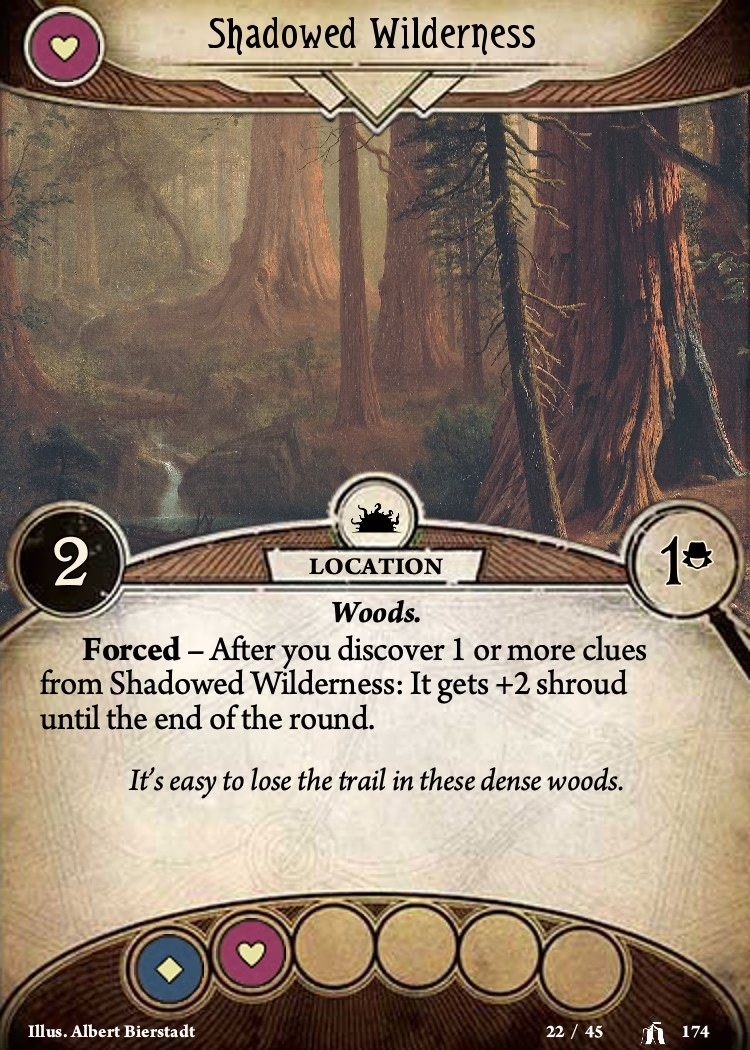 Shadowed Wilderness
2
1
LOCATION
Woods.
Forced – After you discover 1 or more clues
from Shadowed Wilderness: It gets +2 shroud
until the end of the round.
It's easy to lose the trail in these dense woods.
Illus. Albert Bierstadt
22 / 45
174